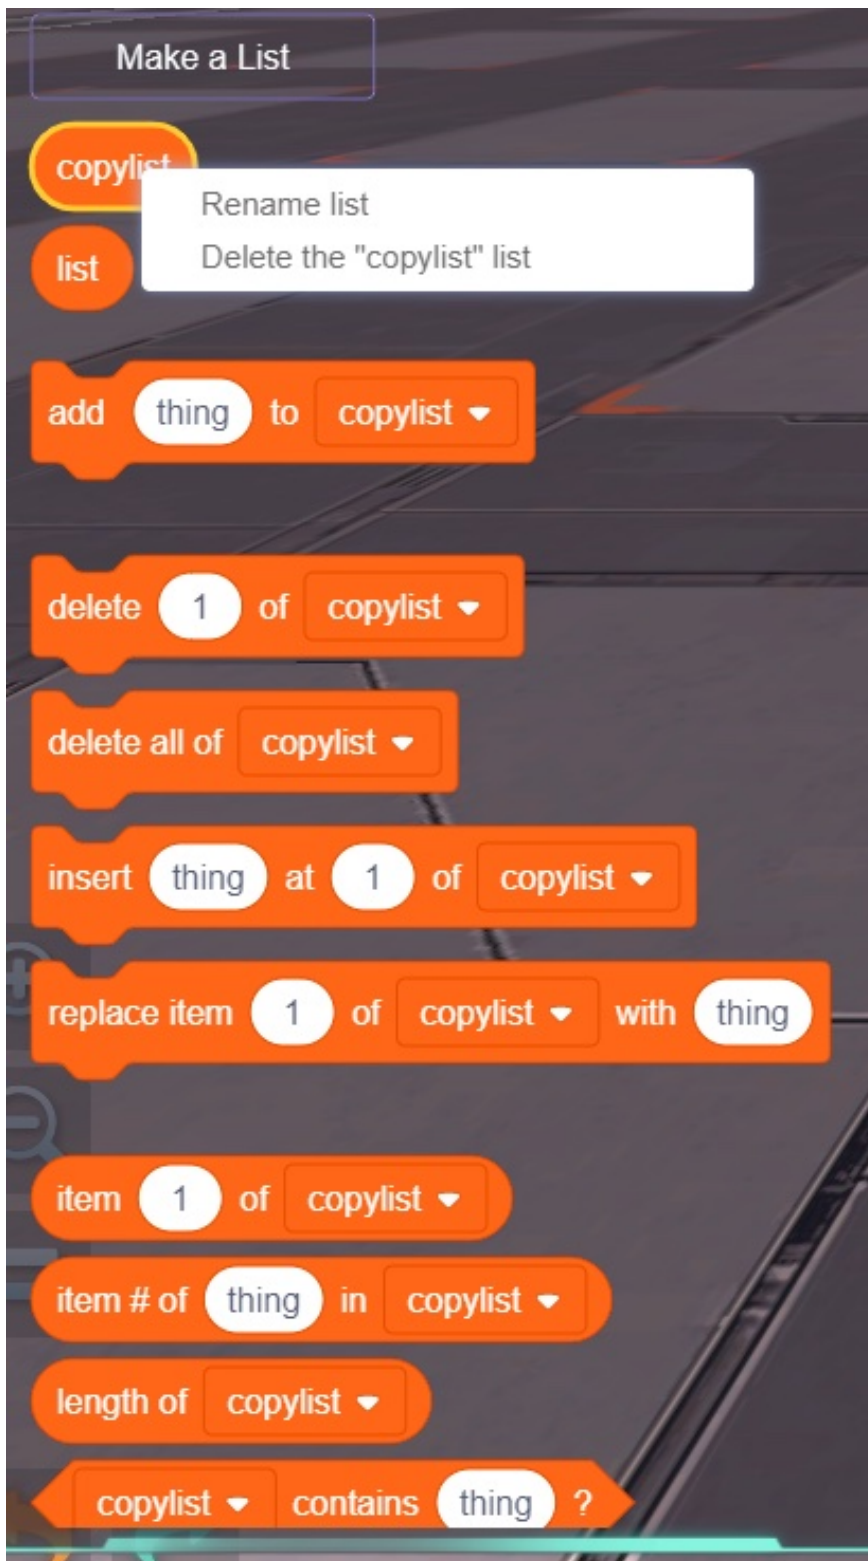 Make a List
copylist
Rename list
Delete the "copylist" list
list
add thing to copylist
delete 1 of copylist
delete all of copylist
insert thing at 1 of copylist
replace item 1 of copylist with thing
item 1 of copylist
item # of thing in copylist
length of copylist
copylist contains thing ?